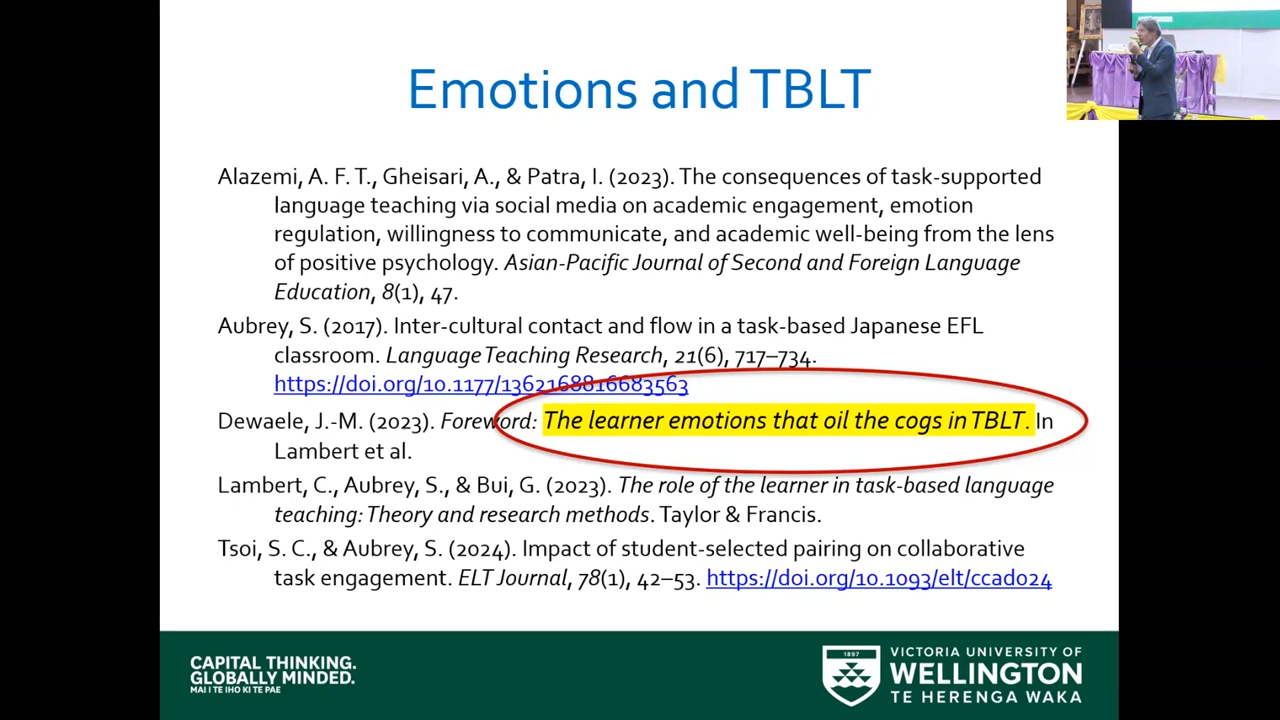 Emotions and TBLT
Alazemi, A. F. T., Gheisari, A., & Patra, I. (2023). The consequences of task-supported
language teaching via social media on academic engagement, emotion
regulation, willingness to communicate, and academic well-being from the lens
of positive psychology. Asian-Pacific Journal of Second and Foreign Language
Education, 8(1), 47.
Aubrey, S. (2017). Inter-cultural contact and flow in a task-based Japanese EFL
classroom. Language Teaching Research, 21(6), 717–734.
https://doi.org/10.1177/1362168816683563
Dewaele, J.-M. (2023). Foreword: The learner emotions that oil the cogs in TBLT. In
Lambert et al.
Lambert, C., Aubrey, S., & Bui, G. (2023). The role of the learner in task-based language
teaching: Theory and research methods. Taylor & Francis.
Tsoi, S. C., & Aubrey, S. (2024). Impact of student-selected pairing on collaborative
task engagement. ELT Journal, 78(1), 42–53. https://doi.org/10.1093/elt/ccad024
CAPITAL THINKING.
GLOBALLY MINDED.
MAI I TE IHO KI TE PAE
1897
VICTORIA UNIVERSITY OF
WELLINGTON
TE HERENGA WAKA